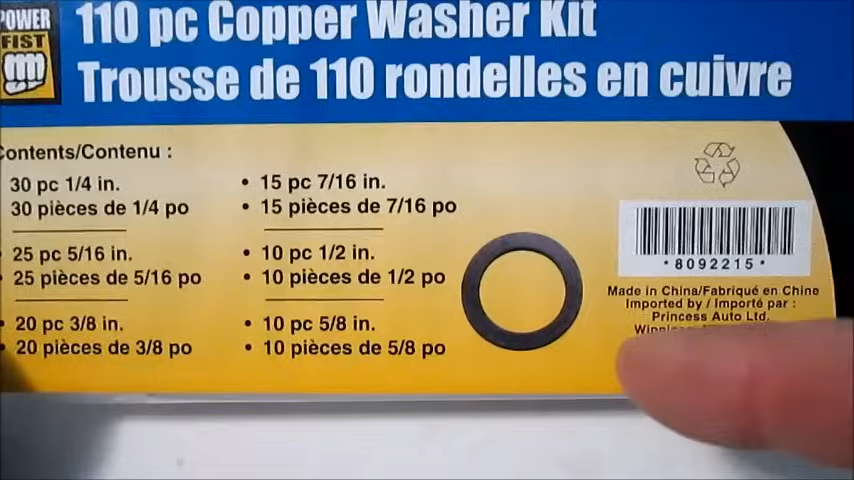 POWER
FIST
110 pc Copper Washer Kit
Trousse de 110 rondelles en cuivre
Contents/Contenu :
30 pc 1/4 in.
30 pièces de 1/4 po
• 25 pc 5/16 in.
• 25 pièces de 5/16 po
• 20 pc 3/8 in.
• 20 pièces de 3/8 po
• 15 pc 7/16 in.
• 15 pièces de 7/16 po
• 10 pc 1/2 in.
• 10 pièces de 1/2 po
• 10 pc 5/8 in.
• 10 pièces de 5/8 po
*8092215*
Made in China/Fabriqué en Chine
Imported by / Importé par :
Princess Auto Ltd.